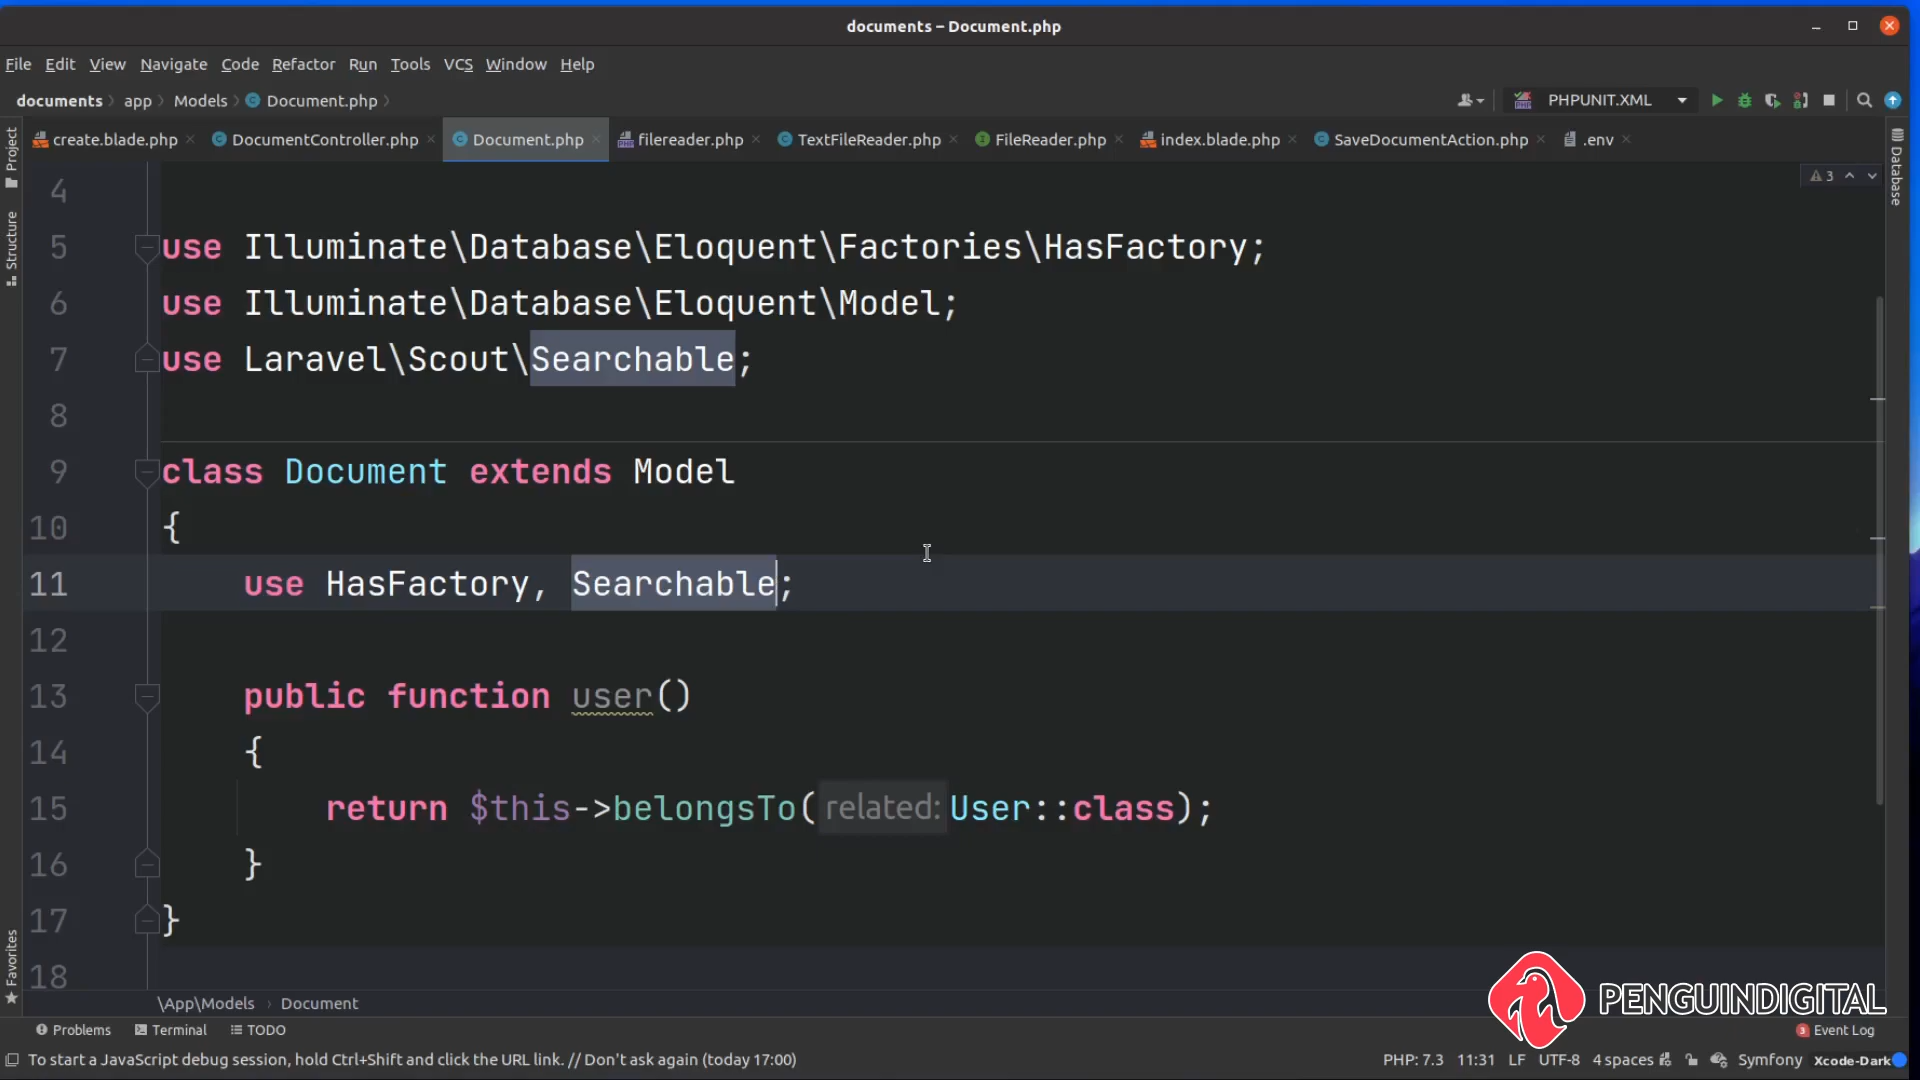 documents – Document.php
File Edit View Navigate Code Refactor Run Tools VCS Window Help
documents app Models Document.php PHPUNIT.XML
create.blade.php DocumentController.php Document.php filereader.php TextFileReader.php FileReader.php index.blade.php SaveDocumentAction.php .env
Project
Structure
Favorites
Database
3
4
5 use Illuminate\Database\Eloquent\Factories\HasFactory;
6 use Illuminate\Database\Eloquent\Model;
7 use Laravel\Scout\Searchable;
8
9 class Document extends Model
10 {
11 use HasFactory, Searchable;
12
13 public function user()
14 {
15 return $this->belongsTo( related: User::class);
16 }
17 }
18
\App\Models › Document
PENGUINDIGITAL
Problems Terminal TODO 3 Event Log
To start a JavaScript debug session, hold Ctrl+Shift and click the URL link. // Don't ask again (today 17:00) PHP: 7.3 11:31 LF UTF-8 4 spaces Symfony Xcode-Dark